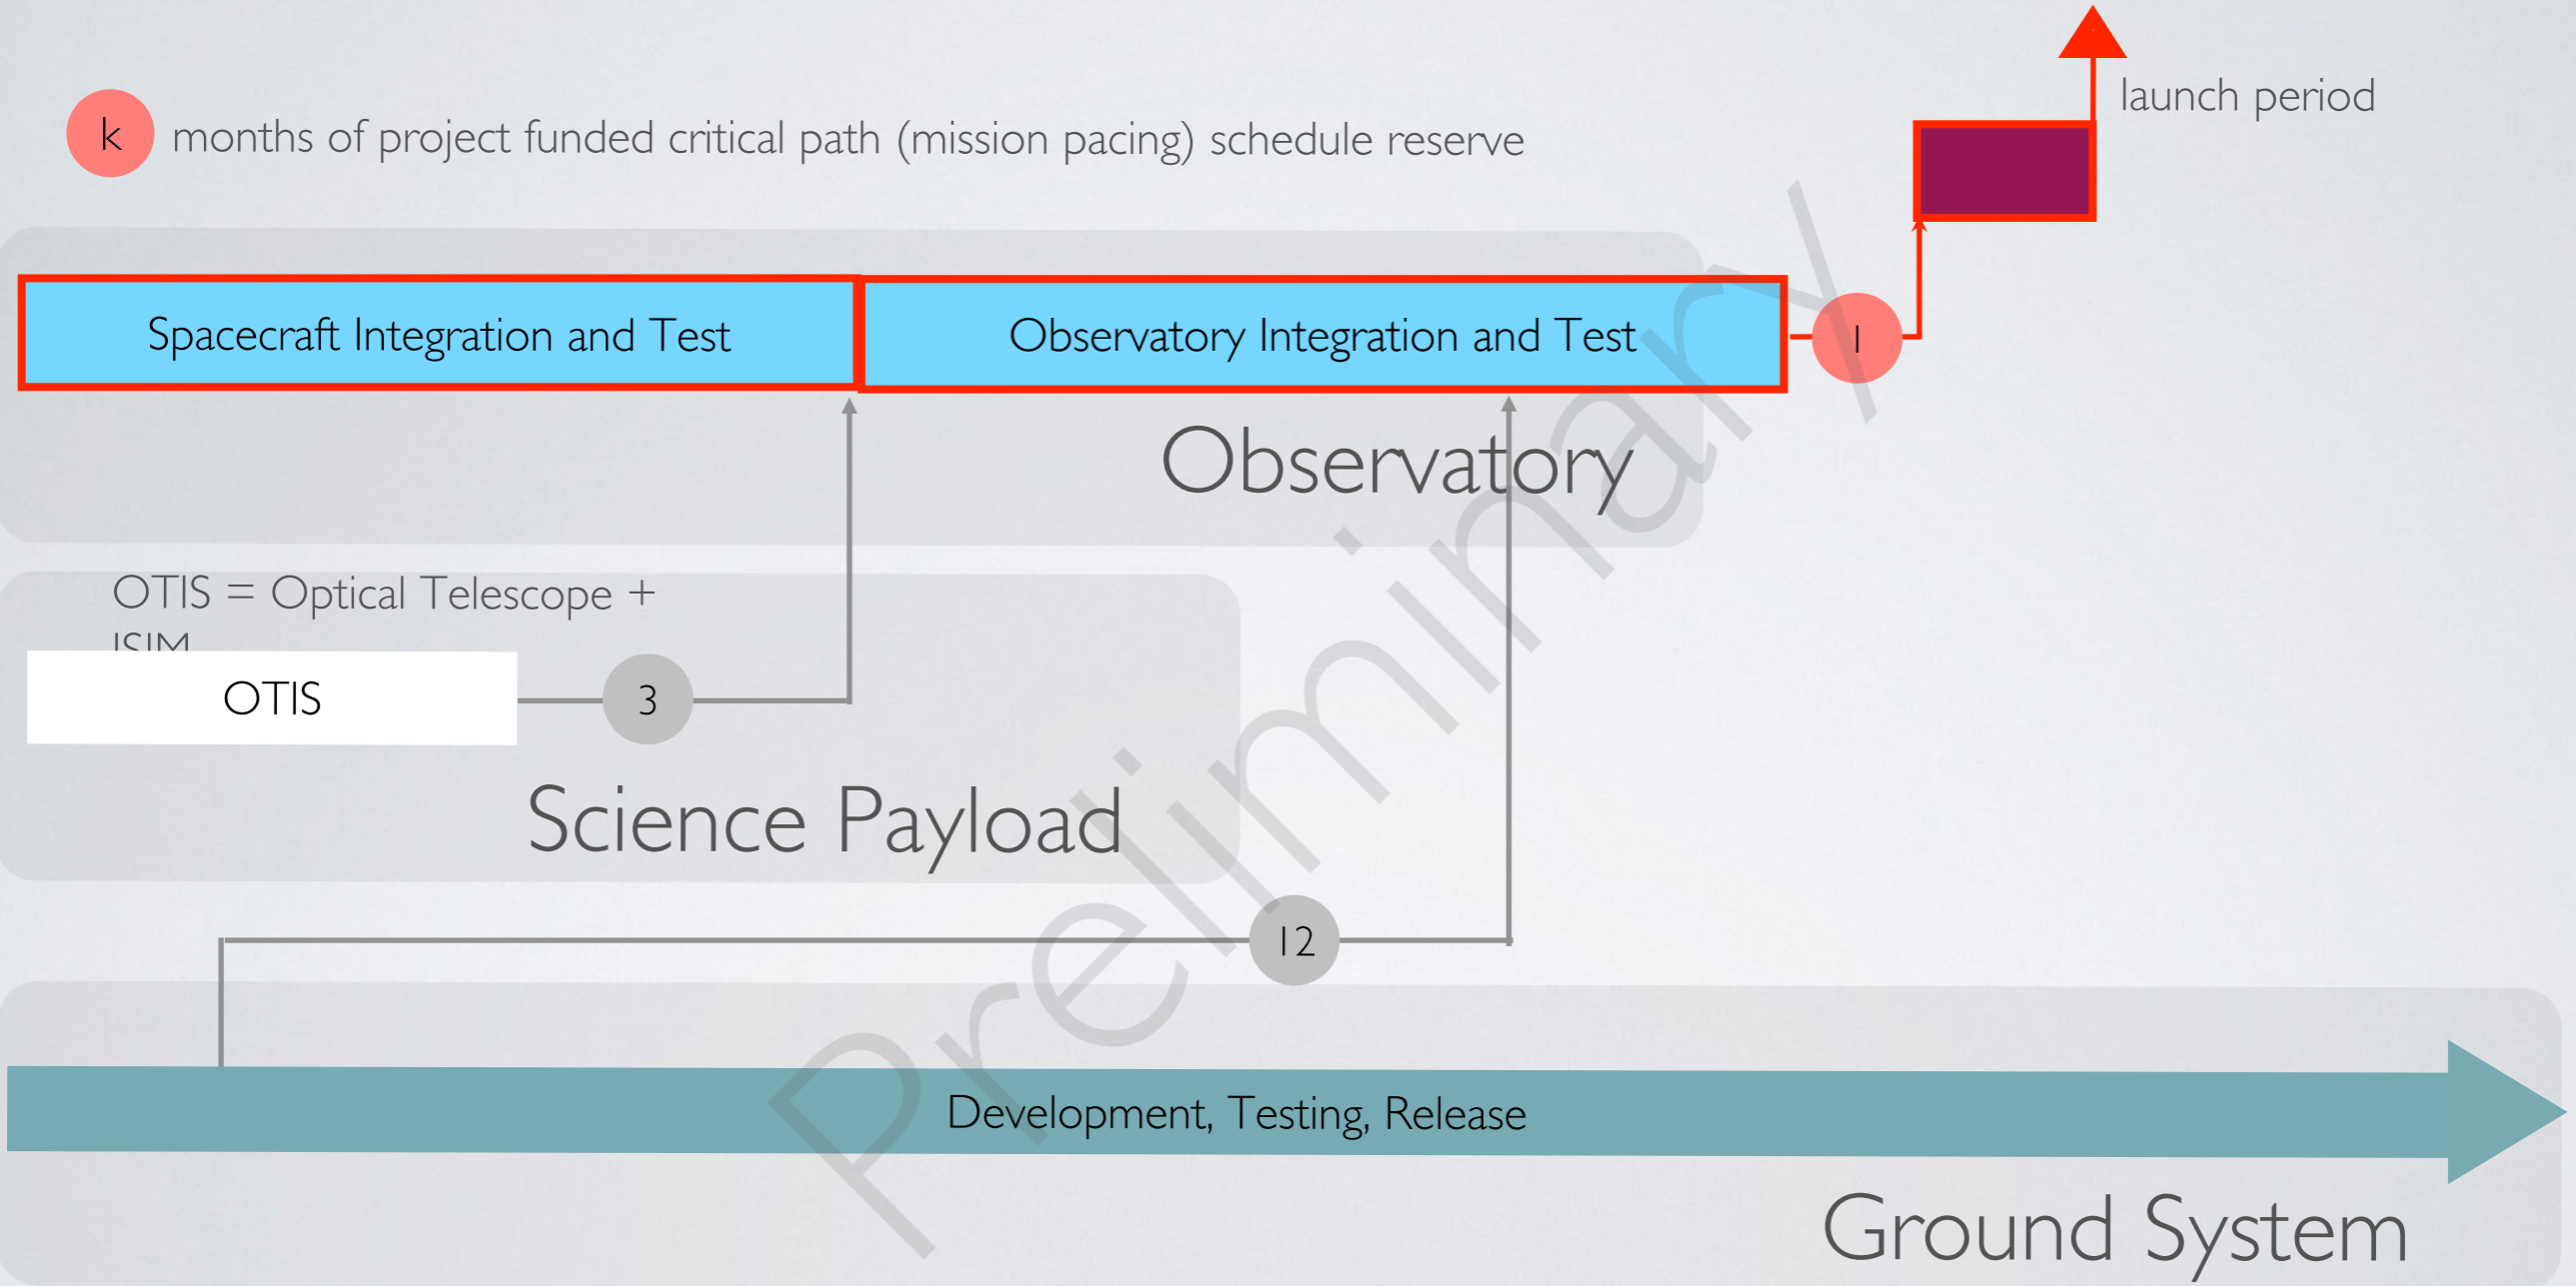 launch period
k months of project funded critical path (mission pacing) schedule reserve
Spacecraft Integration and Test
Observatory Integration and Test
1
Observatory
OTIS = Optical Telescope +
ISIM
OTIS
3
Science Payload
12
Development, Testing, Release
Ground System
Preliminary